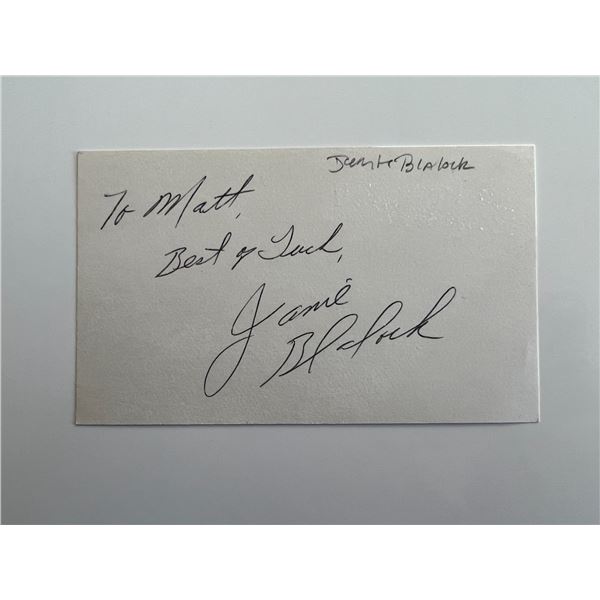 Jamie Blalock
To Matt,
Best of Luck,
Jamie
Blalock